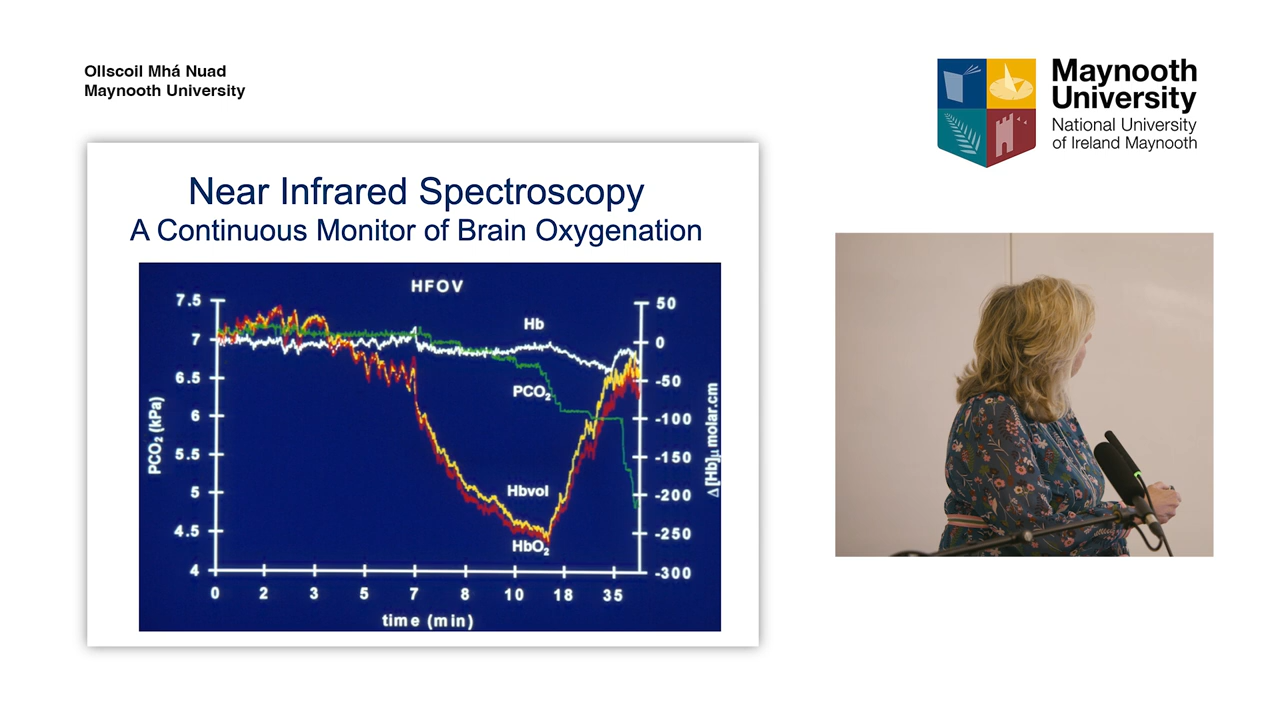 Ollscoil Mhá Nuad
Maynooth University
Maynooth
University
National University
of Ireland Maynooth
Near Infrared Spectroscopy
A Continuous Monitor of Brain Oxygenation
HFOV
7.5
7
6.5
6
5.5
5
4.5
4
PCO₂ (kPa)
Hb
PCO₂
Hbvol
HbO₂
50
0
-50
-100
-150
-200
-250
-300
Δ[Hb]μ molar.cm
0 2 3 5 7 8 10 18 35
time (min)